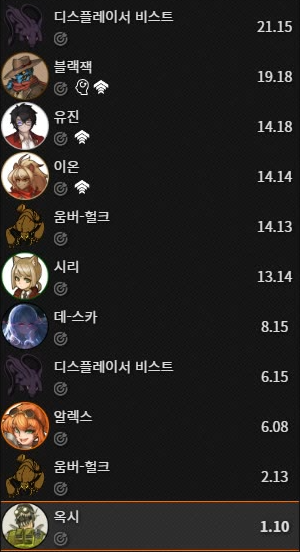 디스플레이서 비스트
21.15
블랙잭
19.18
유진
14.18
이온
14.14
움버-헐크
14.13
시리
13.14
데-스카
8.15
디스플레이서 비스트
6.15
알렉스
6.08
움버-헐크
2.13
옥시
1.10